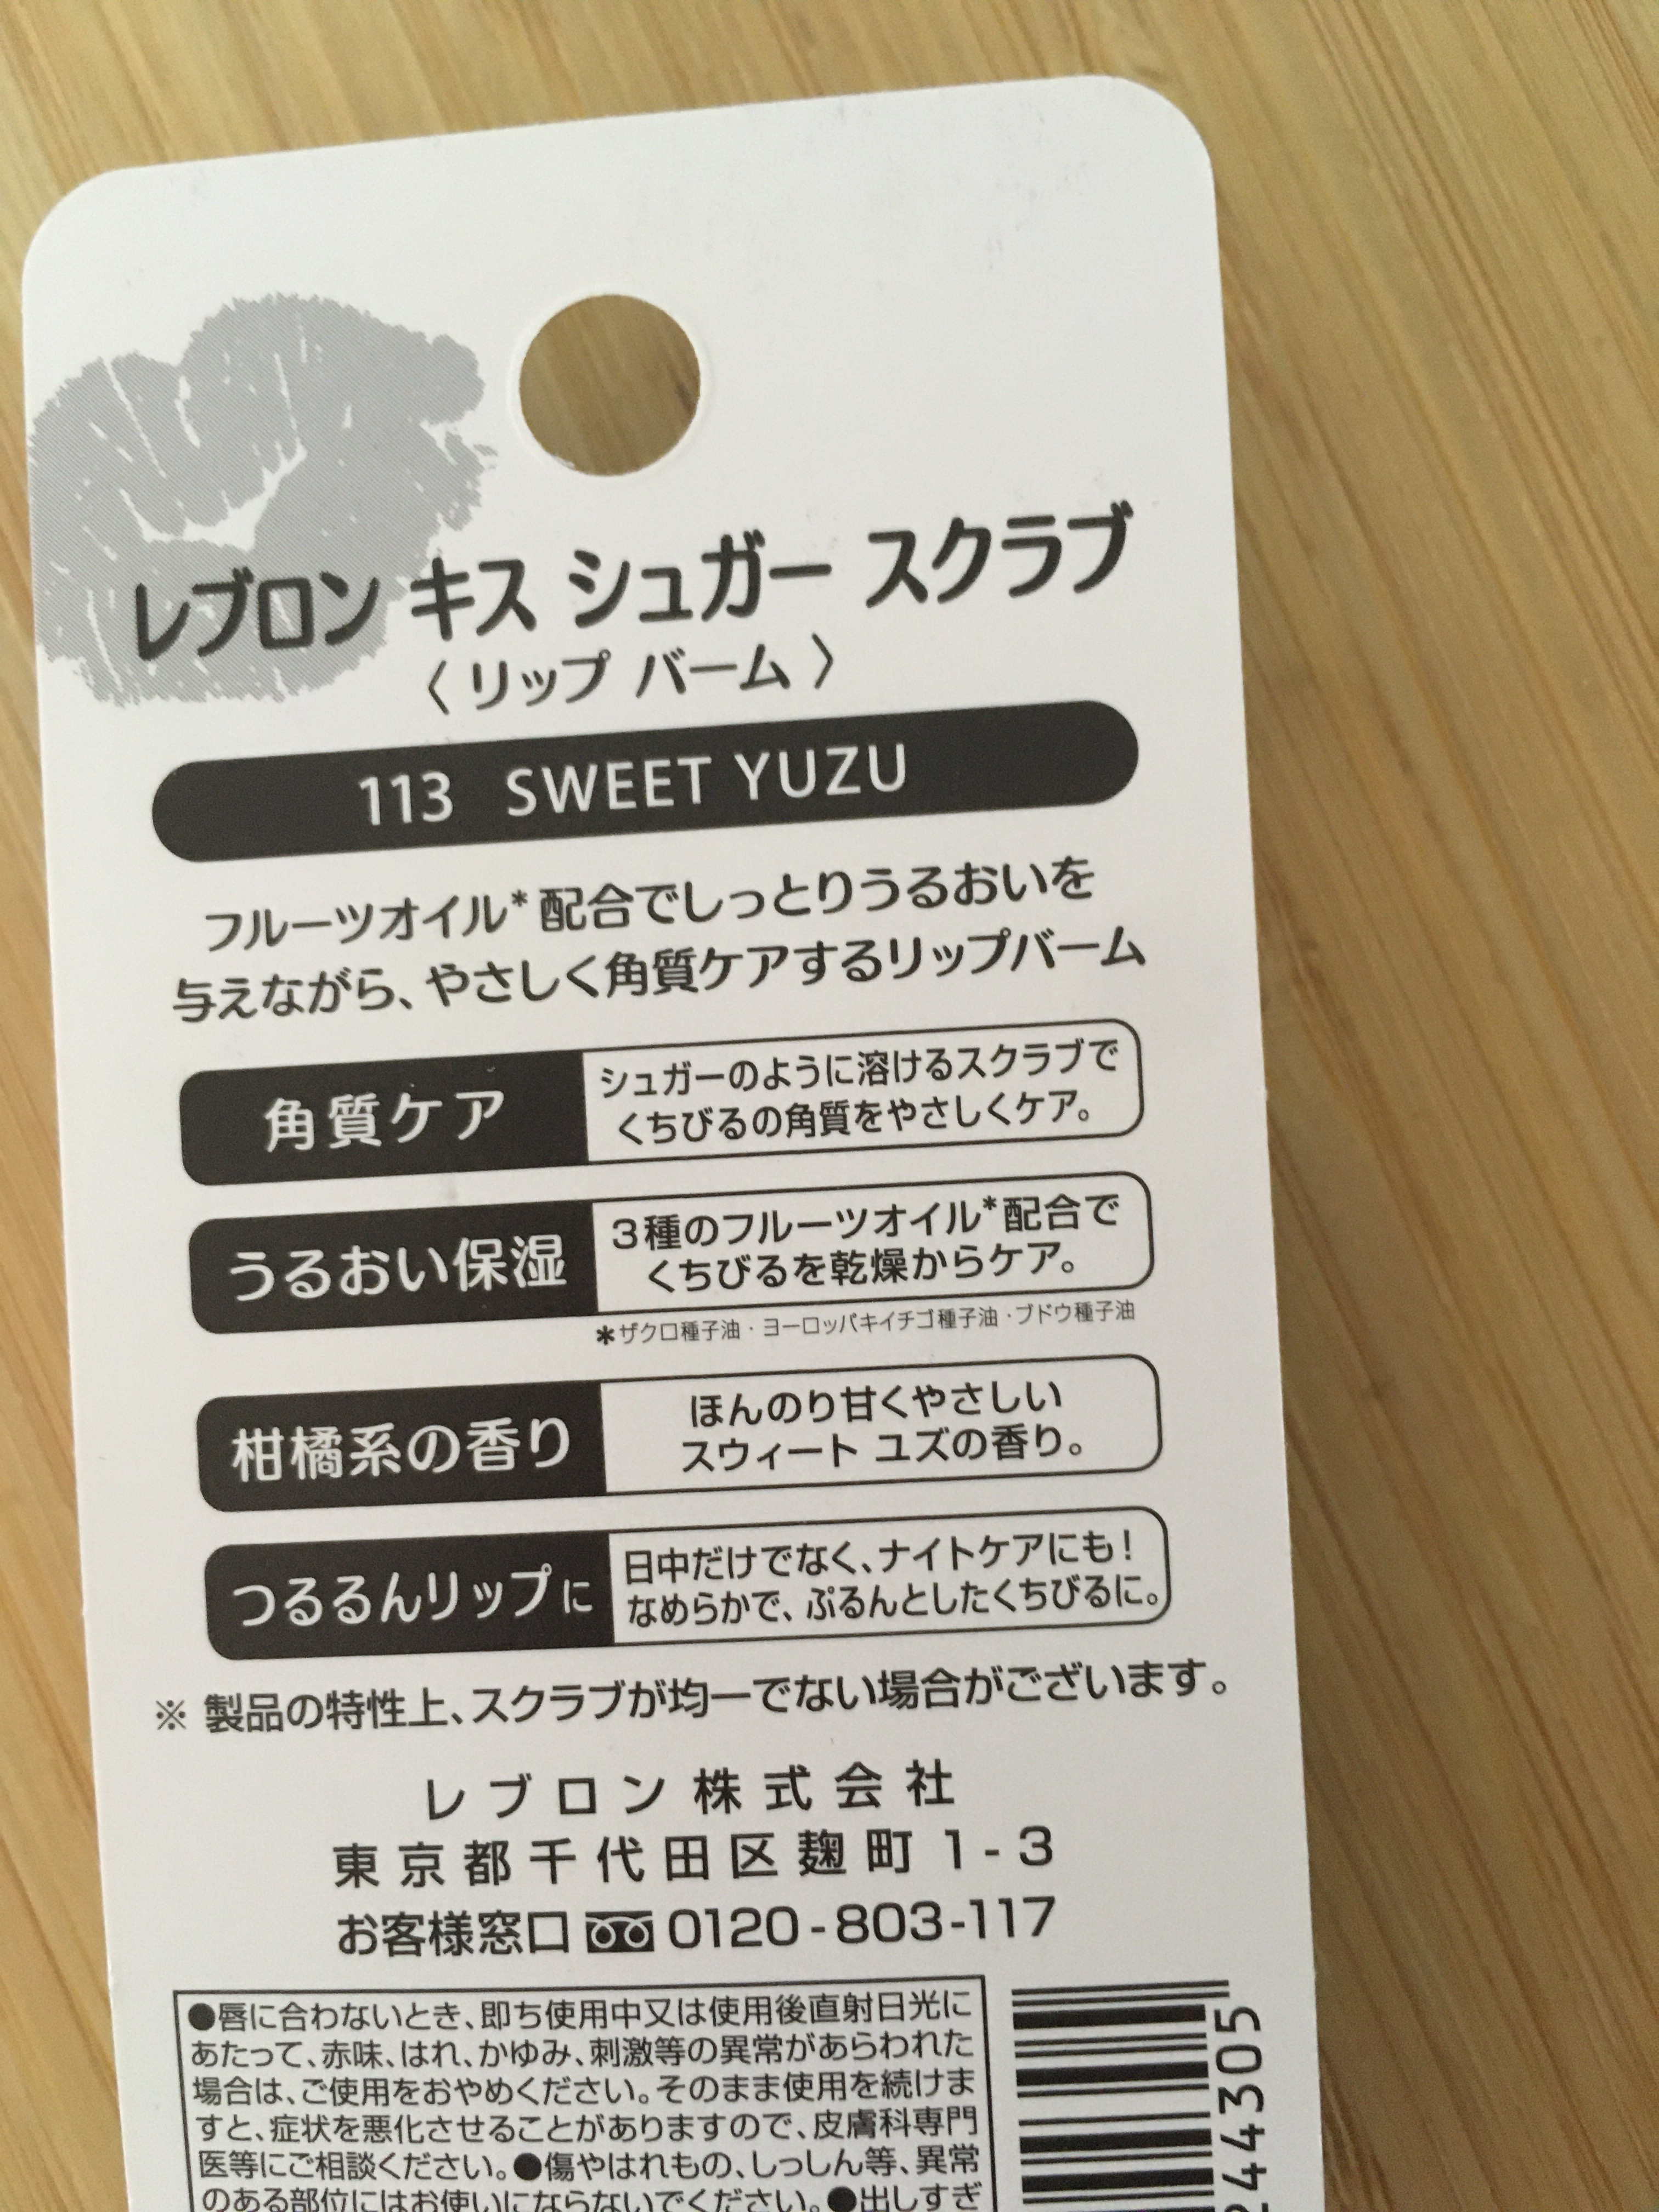 レブロン キス シュガー スクラブ
〈 リップ バーム 〉
113 SWEET YUZU
フルーツオイル*配合でしっとりうるおいを
与えながら、やさしく角質ケアするリップバーム
角質ケア
シュガーのように溶けるスクラブで
くちびるの角質をやさしくケア。
うるおい保湿
3種のフルーツオイル*配合で
くちびるを乾燥からケア。
*ザクロ種子油・ヨーロッパキイチゴ種子油・ブドウ種子油
柑橘系の香り
ほんのり甘くやさしい
スウィート ユズの香り。
つるるんリップに
日中だけでなく、ナイトケアにも!
なめらかで、ぷるんとしたくちびるに。
※ 製品の特性上、スクラブが均一でない場合がございます。
レブロン株式会社
東京都千代田区麹町1-3
お客様窓口 0120-803-117
●唇に合わないとき、即ち使用中又は使用後直射日光に
あたって、赤味、はれ、かゆみ、刺激等の異常があらわれた
場合は、ご使用をおやめください。そのまま使用を続けま
すと、症状を悪化させることがありますので、皮膚科専門
医等にご相談ください。●傷やはれもの、しっしん等、異常
のある部位にはお使いにならないでください。●出しすぎ
44305